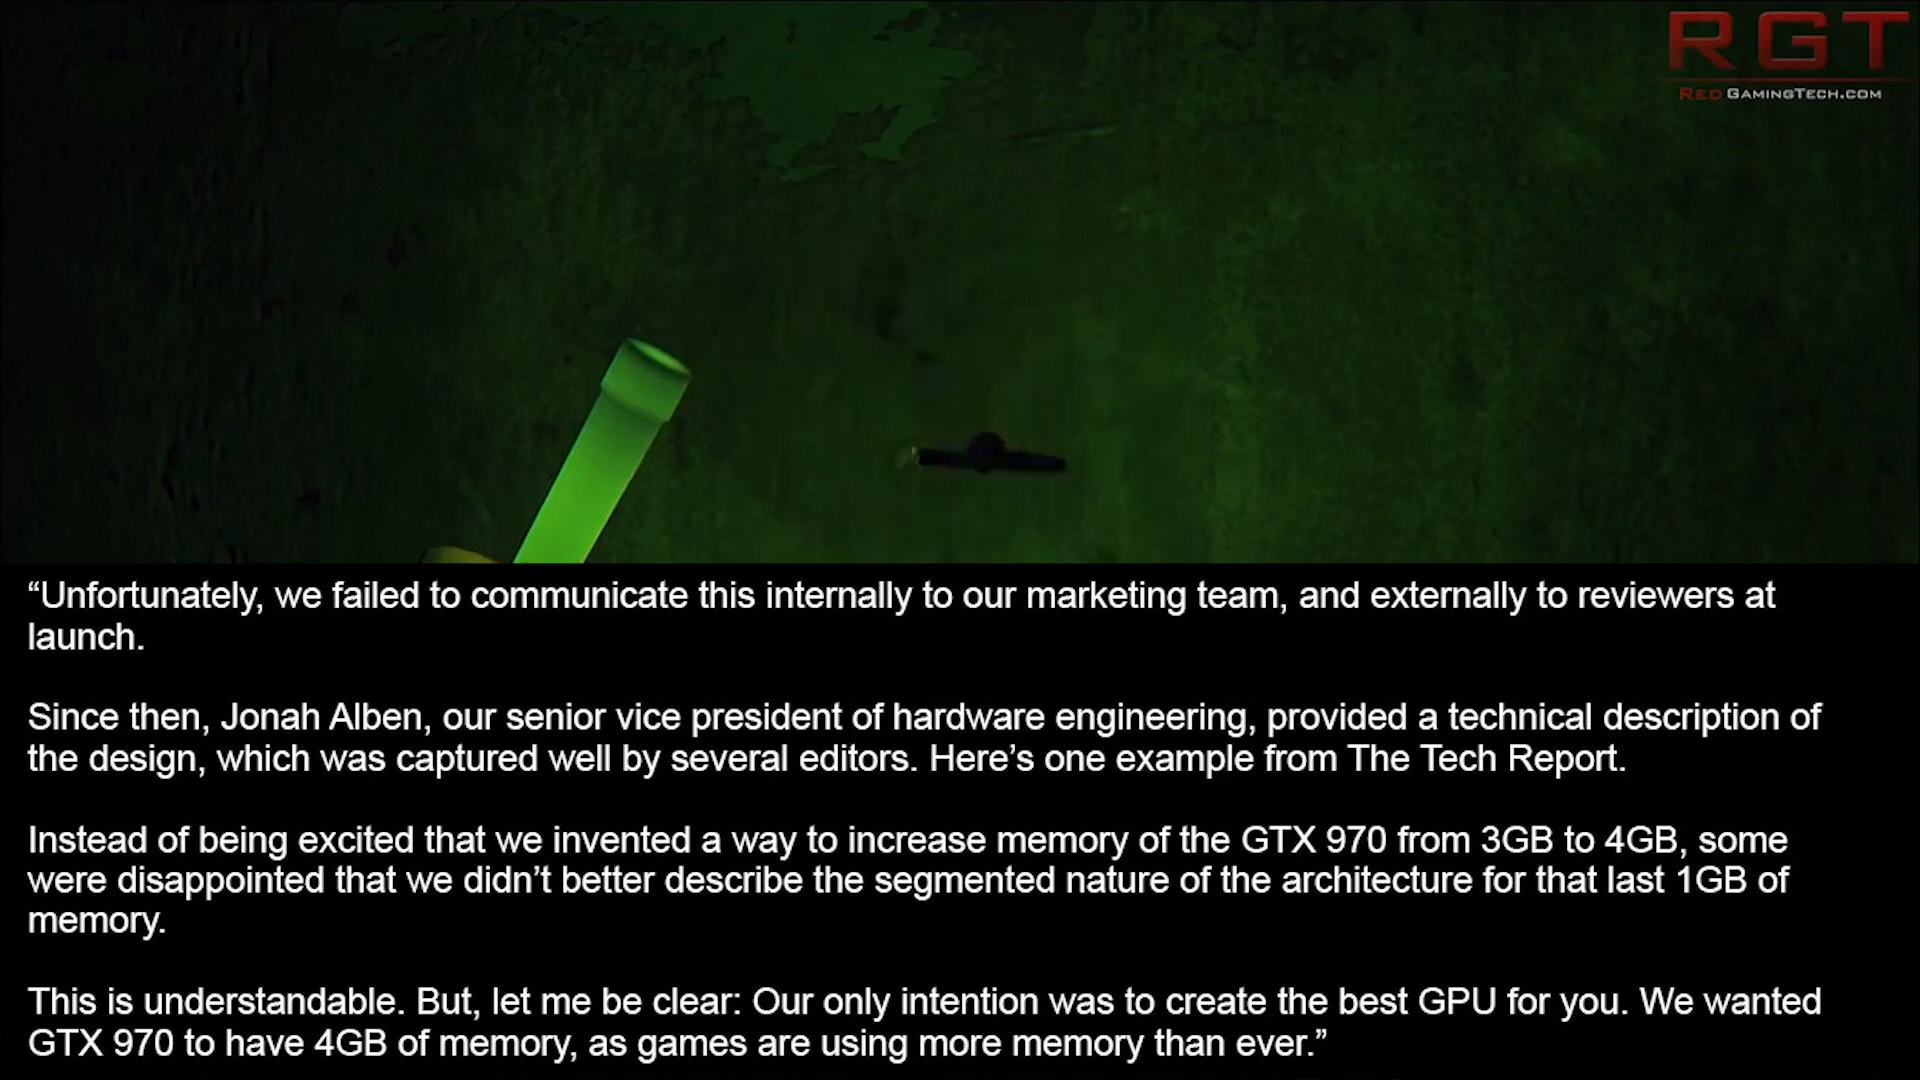 RGT
REDGAMINGTECH.COM
“Unfortunately, we failed to communicate this internally to our marketing team, and externally to reviewers at
launch.
Since then, Jonah Alben, our senior vice president of hardware engineering, provided a technical description of
the design, which was captured well by several editors. Here’s one example from The Tech Report.
Instead of being excited that we invented a way to increase memory of the GTX 970 from 3GB to 4GB, some
were disappointed that we didn’t better describe the segmented nature of the architecture for that last 1GB of
memory.
This is understandable. But, let me be clear: Our only intention was to create the best GPU for you. We wanted
GTX 970 to have 4GB of memory, as games are using more memory than ever.”